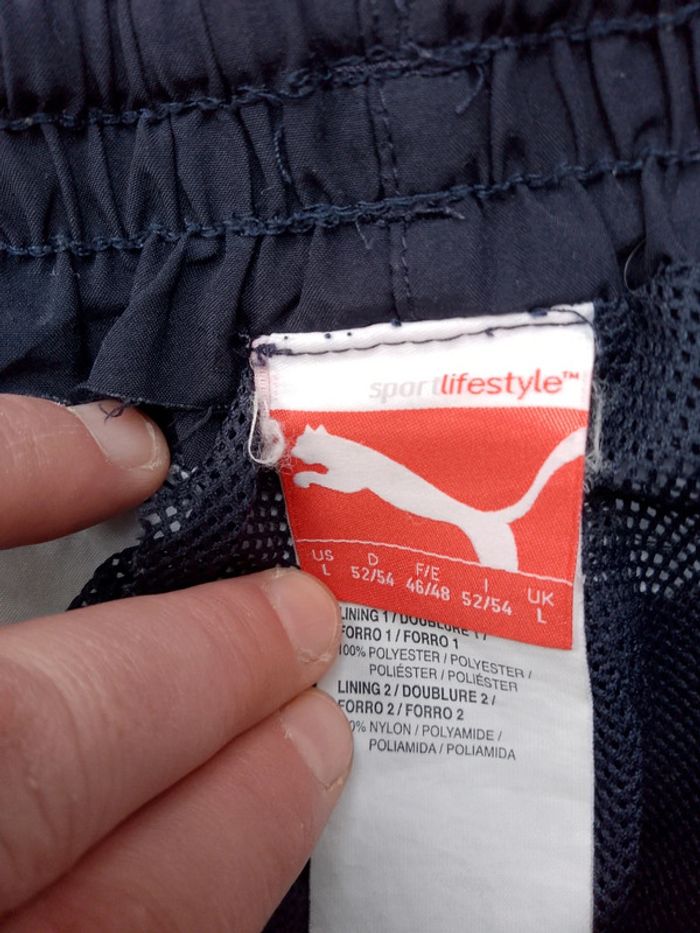 sportlifestyle™
US D F/E I UK
L 52/54 46/48 52/54 L
LINING 1 / DOUBLURE 1 /
FORRO 1 / FORRO 1
100% POLYESTER / POLYESTER /
POLIÉSTER / POLIÉSTER
LINING 2 / DOUBLURE 2 /
FORRO 2 / FORRO 2
NYLON / POLYAMIDE /
POLIAMIDA / POLIAMIDA